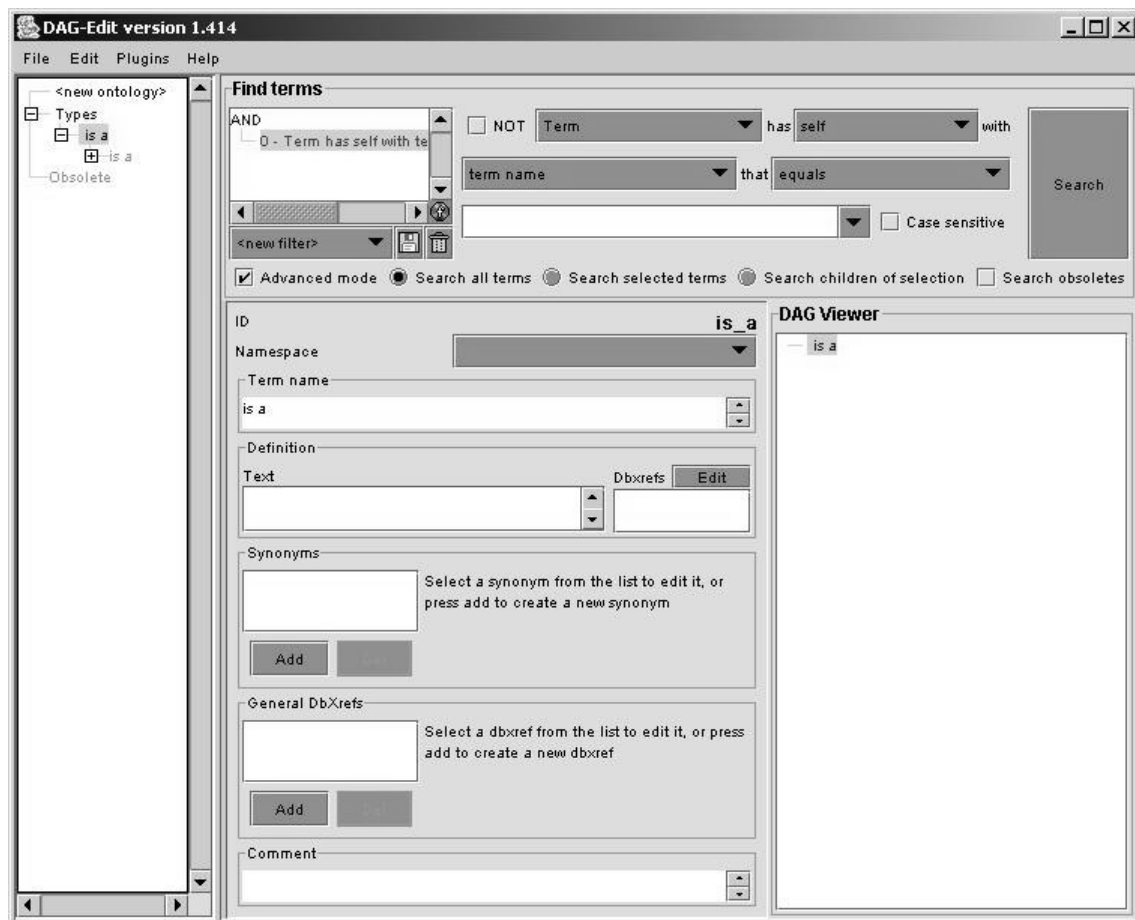 DAG-Edit version 1.414
File Edit Plugins Help
<new ontology>
Types
is a
is a
Obsolete
Find terms
AND
0 - Term has self with te
NOT Term has self with
term name that equals
Search
Case sensitive
<new filter>
Advanced mode Search all terms Search selected terms Search children of selection Search obsoletes
ID is_a
Namespace
Term name
is a
Definition
Text Dbxrefs Edit
Synonyms
Select a synonym from the list to edit it, or
press add to create a new synonym
Add
General DbXrefs
Select a dbxref from the list to edit it, or press
add to create a new dbxref
Add
Comment
DAG Viewer
is a